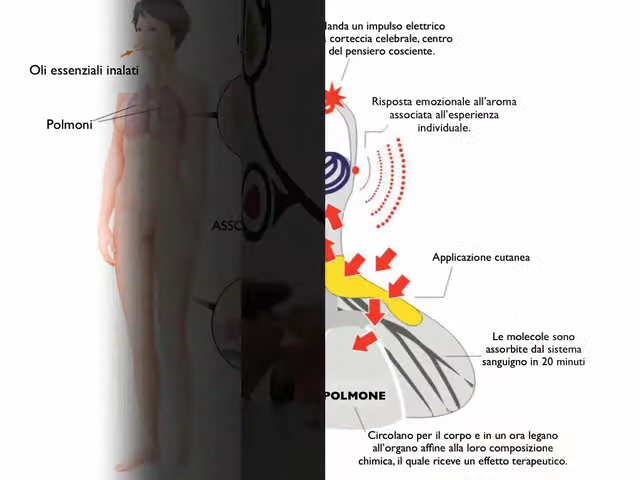 Oli essenziali inalati
Polmoni
ASSO
Manda un impulso elettrico
corteccia celebrale, centro
del pensiero cosciente.
Risposta emozionale all'aroma
associata all'esperienza
individuale.
Applicazione cutanea
Le molecole sono
assorbite dal sistema
sanguigno in 20 minuti
POLMONE
Circolano per il corpo e in un ora legano
all'organo affine alla loro composizione
chimica, il quale riceve un effetto terapeutico.